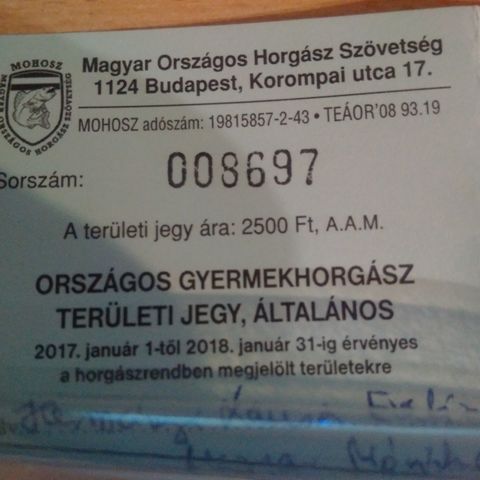 MOHOSZ
MAGYAR ORSZÁGOS HORGÁSZ SZÖVETSÉG
Magyar Országos Horgász Szövetség
1124 Budapest, Korompai utca 17.
MOHOSZ adószám: 19815857-2-43 • TEÁOR'08 93.19
Sorszám: 008697
A területi jegy ára: 2500 Ft, A.A.M.
ORSZÁGOS GYERMEKHORGÁSZ
TERÜLETI JEGY, ÁLTALÁNOS
2017. január 1-től 2018. január 31-ig érvényes
a horgászrendben megjelölt területekre